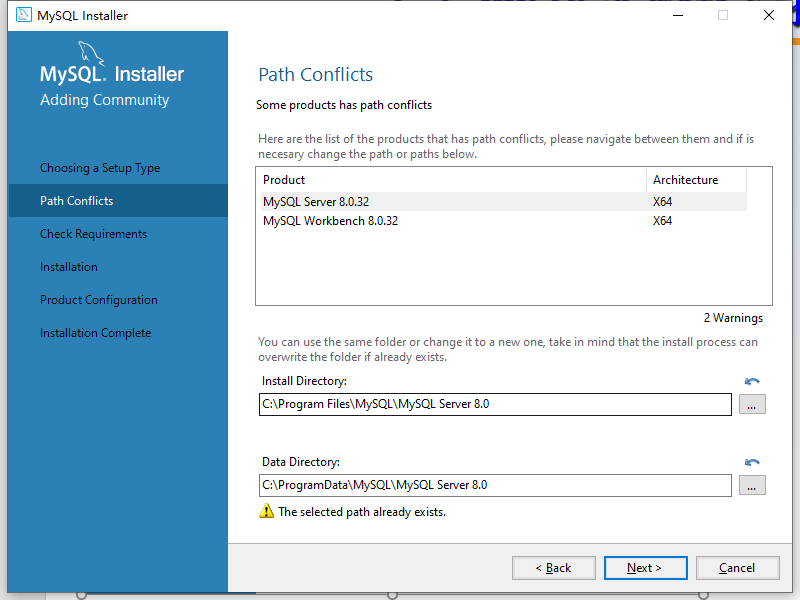 MySQL Installer
MySQL. Installer
Adding Community
Choosing a Setup Type
Path Conflicts
Check Requirements
Installation
Product Configuration
Installation Complete
Path Conflicts
Some products has path conflicts
Here are the list of the products that has path conflicts, please navigate between them and if is
necesary change the path or paths below.
Product Architecture
MySQL Server 8.0.32 X64
MySQL Workbench 8.0.32 X64
2 Warnings
You can use the same folder or change it to a new one, take in mind that the install process can
overwrite the folder if already exists.
Install Directory:
C:\Program Files\MySQL\MySQL Server 8.0
...
Data Directory:
C:\ProgramData\MySQL\MySQL Server 8.0
...
The selected path already exists.
< Back Next > Cancel